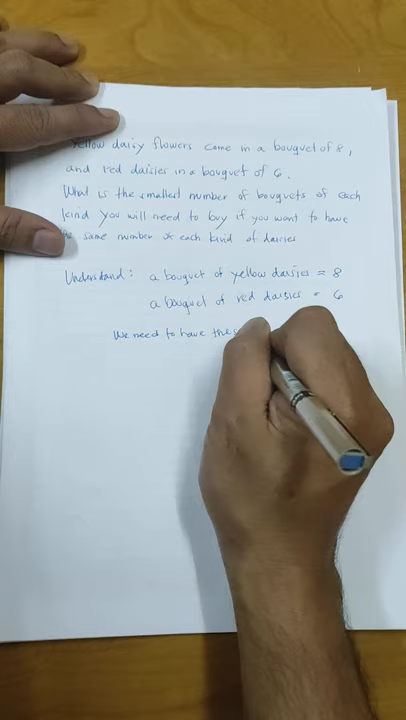 Yellow daisy flowers come in a bouquet of 8,
and red daisies in a bouquet of 6.
What is the smallest number of bouquets of each
kind you will need to buy if you want to have
same number of each kind of daisies
Understand: a bouquet of yellow daisies = 8
a bouquet of red daisies = 6
We need to have the